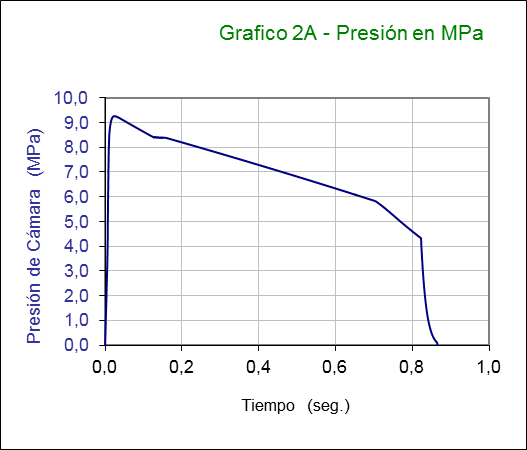 Grafico 2A - Presión en MPa
Presión de Cámara (MPa)
10,0
9,0
8,0
7,0
6,0
5,0
4,0
3,0
2,0
1,0
0,0
0,0 0,2 0,4 0,6 0,8 1,0
Tiempo (seg.)